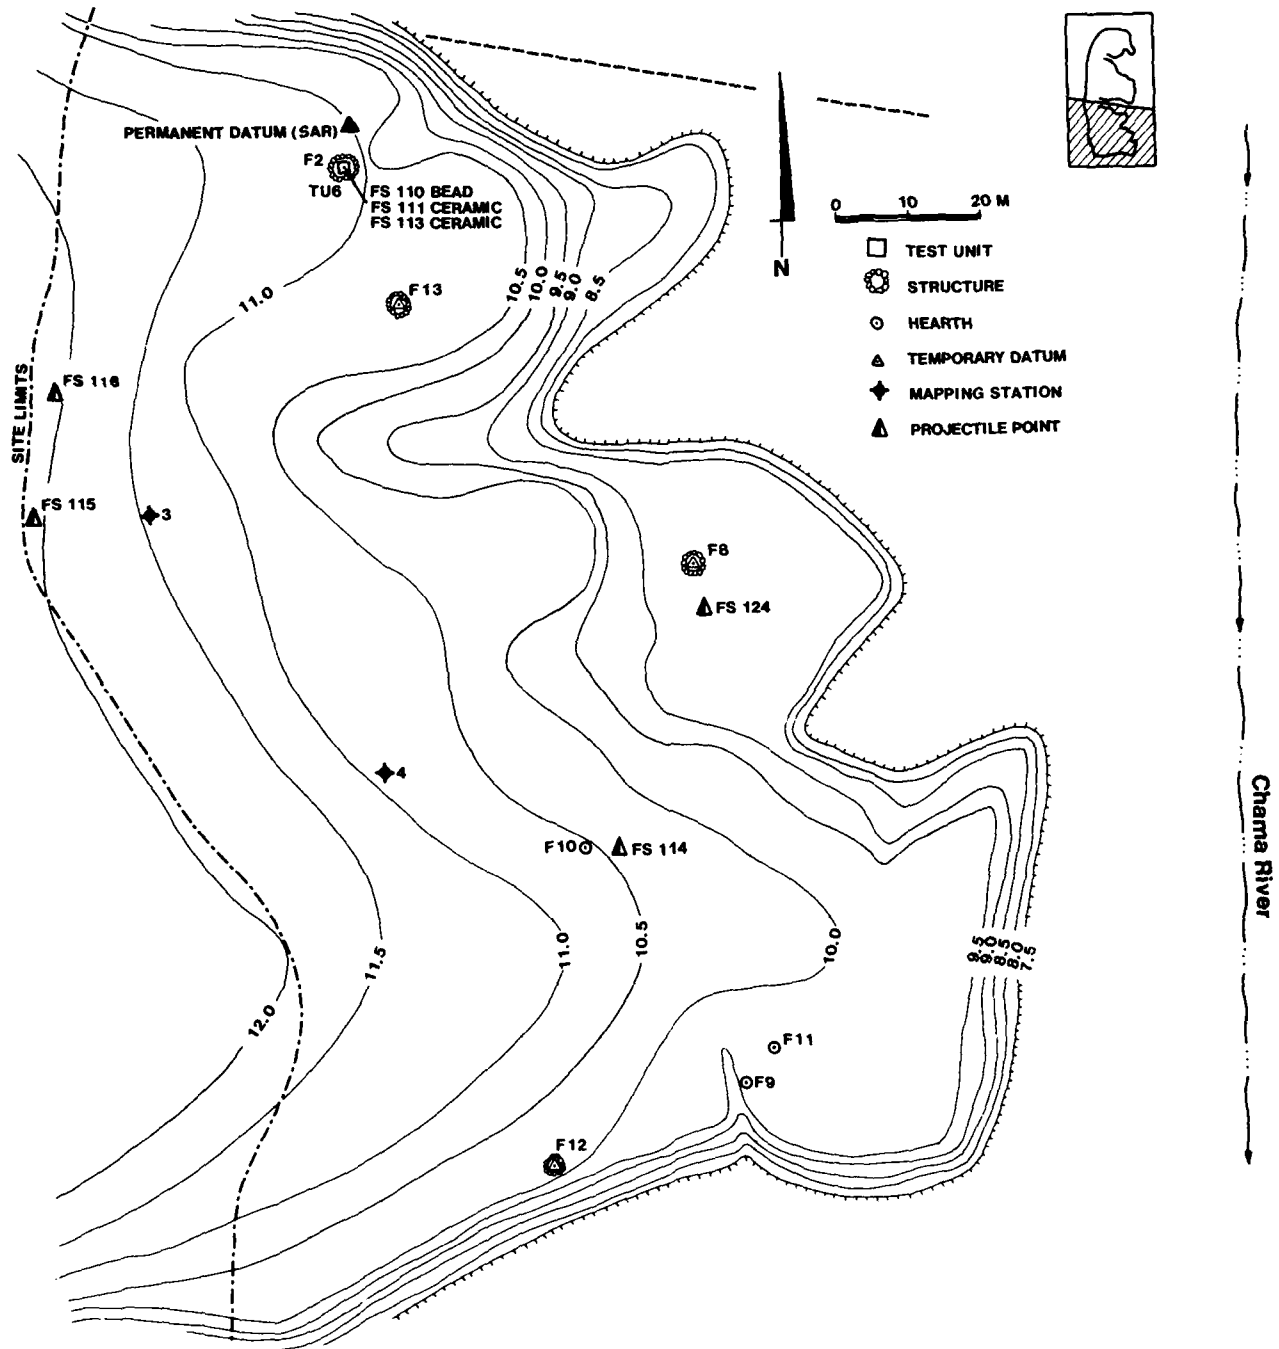 PERMANENT DATUM (SAR)
F2
TU6
FS 110 BEAD
FS 111 CERAMIC
FS 113 CERAMIC
N
0 10 20 M
TEST UNIT
STRUCTURE
HEARTH
TEMPORARY DATUM
MAPPING STATION
PROJECTILE POINT
11.0
F13
10.5
10.0
9.5
9.0
8.5
SITE LIMITS
FS 116
FS 115
3
F8
FS 124
4
F10
FS 114
Chama River
12.0
11.5
11.0
10.5
10.0
9.5
9.0
8.5
8.0
7.5
F11
F9
F12